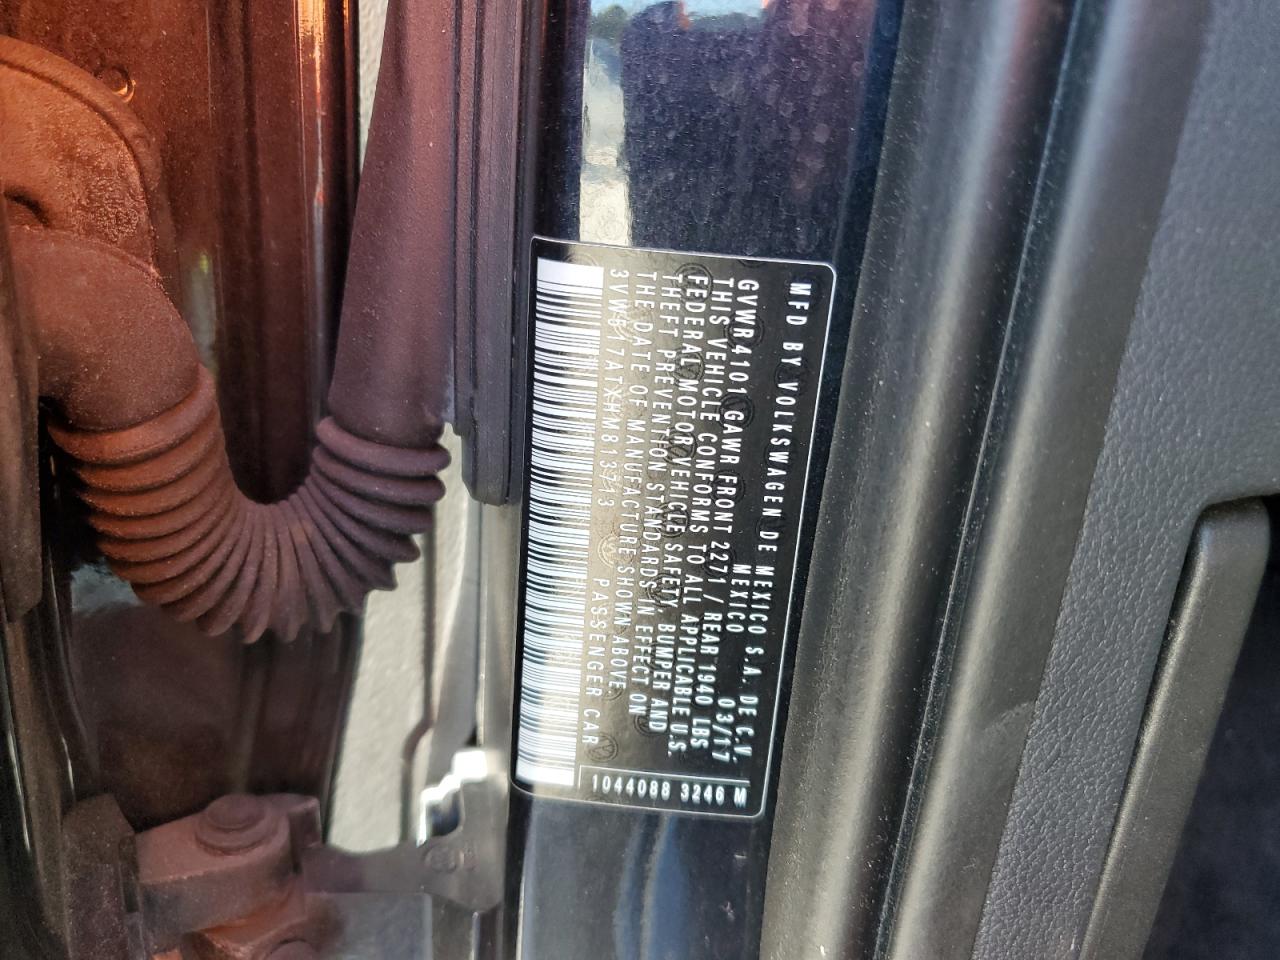 MFD BY VOLKSWAGEN DE MEXICO S.A. DE C.V.
MEXICO 03/17
GVWR 4101 GAWR FRONT 2271 / REAR 1940 LBS
THIS VEHICLE CONFORMS TO ALL APPLICABLE U.S.
FEDERAL MOTOR VEHICLE SAFETY, BUMPER AND
THEFT PREVENTION STANDARDS IN EFFECT ON
THE DATE OF MANUFACTURE SHOWN ABOVE.
3VWB17ATXHM813713 PASSENGER CAR
1044088 3246 M